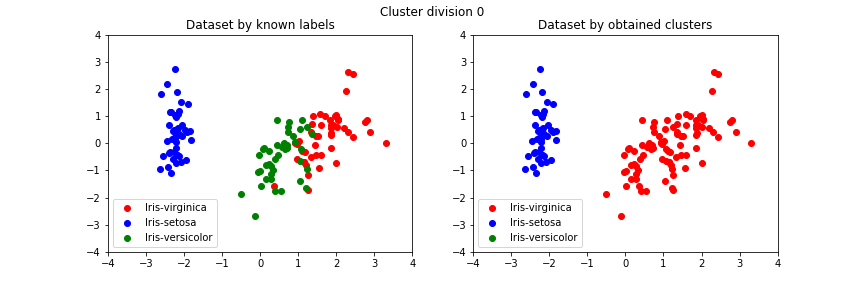 Cluster division 0
Dataset by known labels
4
3
2
1
0
−1
−2
−3
−4
−4 −3 −2 −1 0 1 2 3 4
Iris-virginica
Iris-setosa
Iris-versicolor
Dataset by obtained clusters
4
3
2
1
0
−1
−2
−3
−4
−4 −3 −2 −1 0 1 2 3 4
Iris-virginica
Iris-setosa
Iris-versicolor